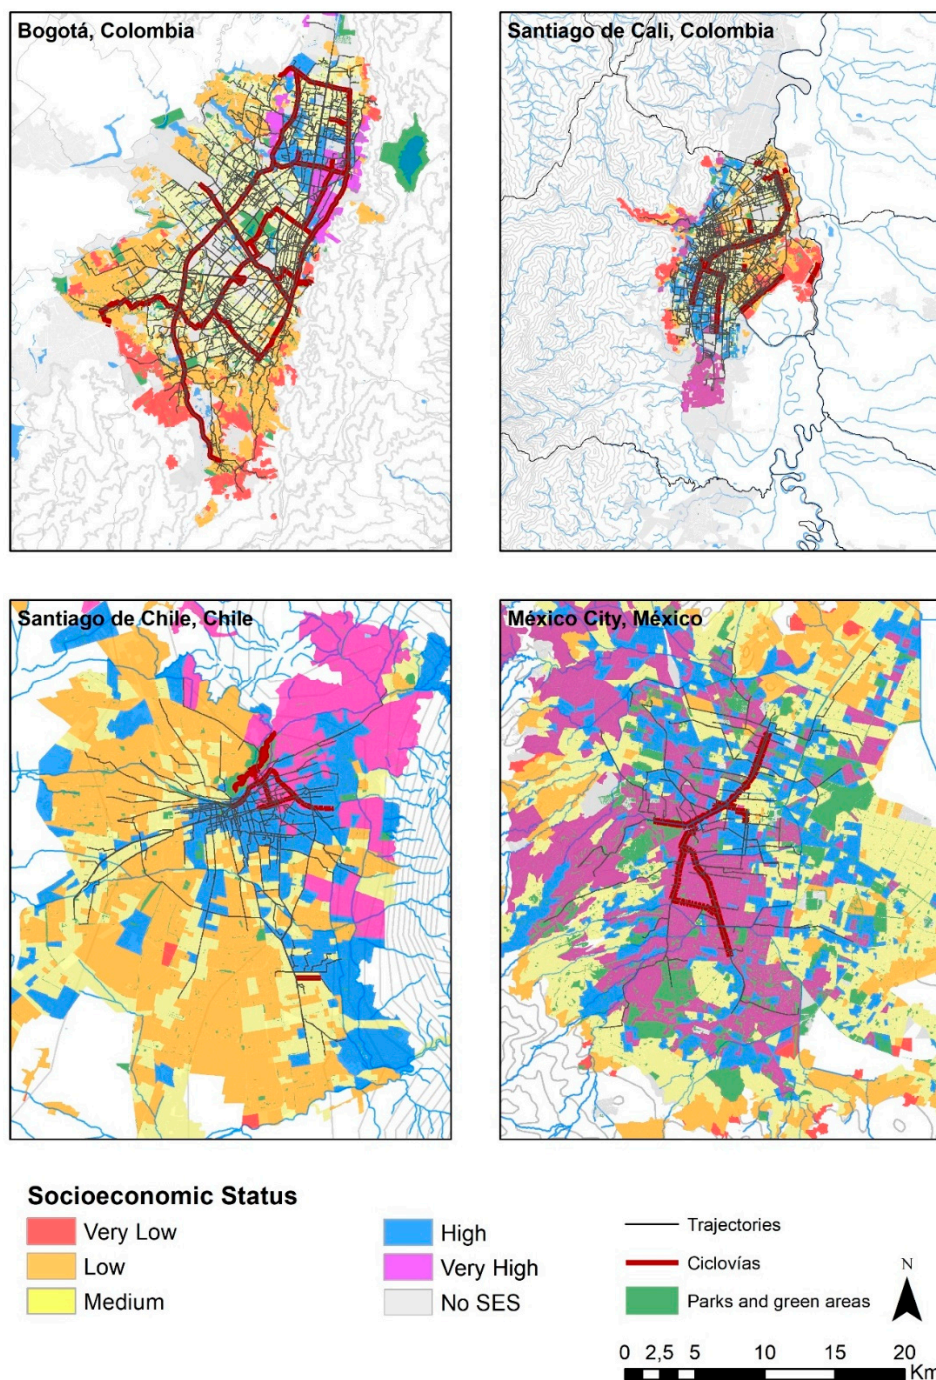 Bogotá, Colombia
Santiago de Cali, Colombia
Santiago de Chile, Chile
México City, México
Socioeconomic Status
Very Low
Low
Medium
High
Very High
No SES
Trajectories
Ciclovías
Parks and green areas
N
0 2,5 5 10 15 20
Km